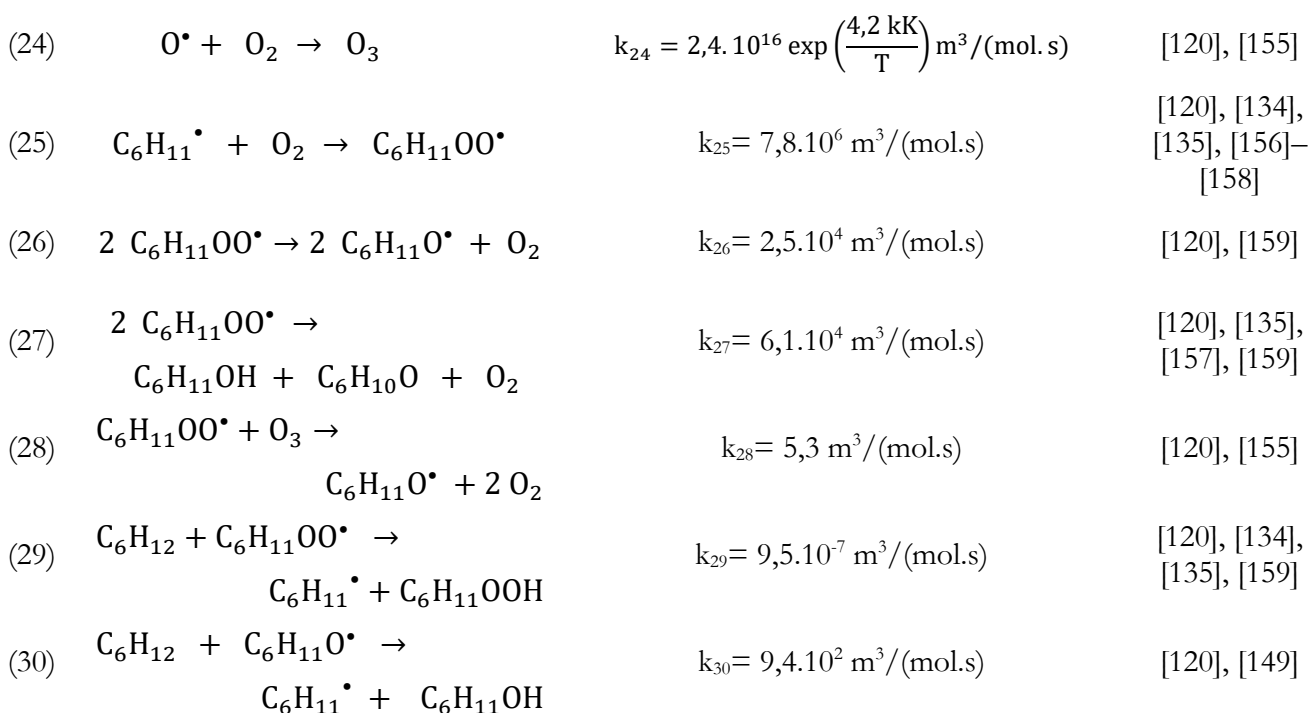 (24) O• + O₂ → O₃ k₂₄ = 2,4. 10¹⁶ exp(4,2 kK / T) m³/(mol. s) [120], [155]
(25) C₆H₁₁• + O₂ → C₆H₁₁OO• k₂₅= 7,8.10⁶ m³/(mol.s) [120], [134], [135], [156]–[158]
(26) 2 C₆H₁₁OO• → 2 C₆H₁₁O• + O₂ k₂₆= 2,5.10⁴ m³/(mol.s) [120], [159]
(27) 2 C₆H₁₁OO• →
C₆H₁₁OH + C₆H₁₀O + O₂ k₂₇= 6,1.10⁴ m³/(mol.s) [120], [135], [157], [159]
(28) C₆H₁₁OO• + O₃ →
C₆H₁₁O• + 2 O₂ k₂₈= 5,3 m³/(mol.s) [120], [155]
(29) C₆H₁₂ + C₆H₁₁OO• →
C₆H₁₁• + C₆H₁₁OOH k₂₉= 9,5.10⁻⁷ m³/(mol.s) [120], [134], [135], [159]
(30) C₆H₁₂ + C₆H₁₁O• →
C₆H₁₁• + C₆H₁₁OH k₃₀= 9,4.10² m³/(mol.s) [120], [149]